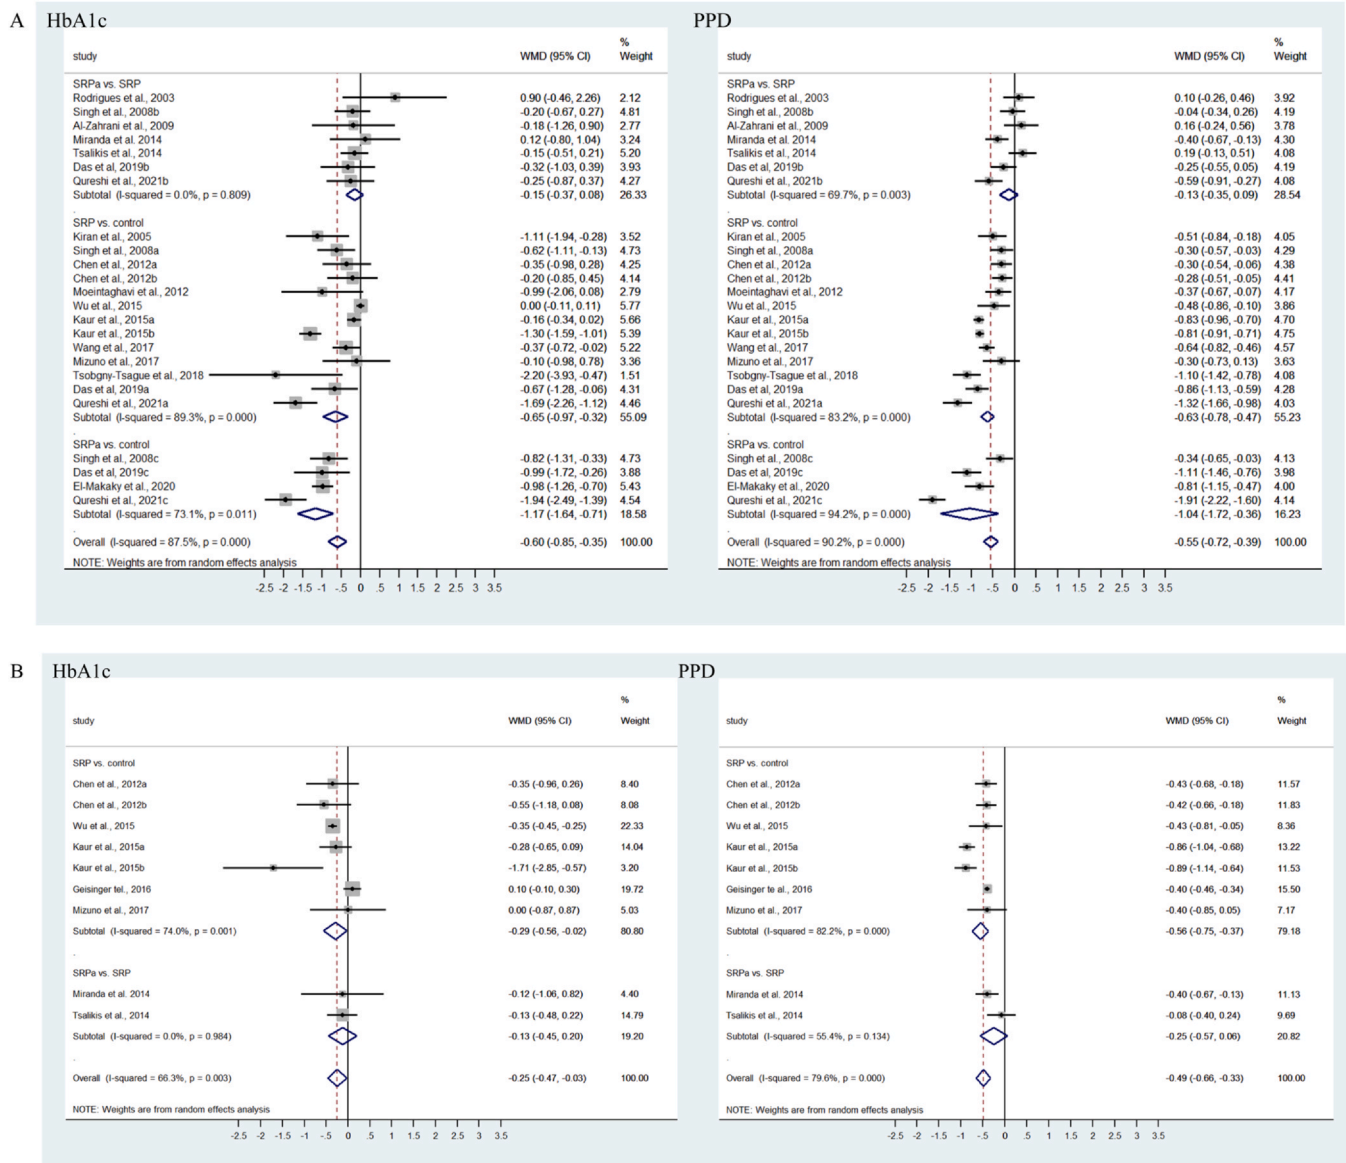 A HbA1c PPD
% %
study WMD (95% CI) Weight study WMD (95% CI) Weight
SRPa vs. SRP SRPa vs. SRP
Rodrigues et al., 2003 0.90 (-0.46, 2.26) 2.12 Rodrigues et al., 2003 0.10 (-0.26, 0.46) 3.92
Singh et al., 2008b -0.20 (-0.67, 0.27) 4.81 Singh et al., 2008b -0.04 (-0.34, 0.26) 4.19
Al-Zahrani et al., 2009 -0.18 (-1.26, 0.90) 2.77 Al-Zahrani et al., 2009 0.16 (-0.24, 0.56) 3.78
Miranda et al. 2014 0.12 (-0.80, 1.04) 3.24 Miranda et al. 2014 -0.40 (-0.67, -0.13) 4.30
Tsalikis et al., 2014 -0.15 (-0.51, 0.21) 5.20 Tsalikis et al., 2014 0.19 (-0.13, 0.51) 4.08
Das et al, 2019b -0.32 (-1.03, 0.39) 3.93 Das et al, 2019b -0.25 (-0.55, 0.05) 4.19
Qureshi et al., 2021b -0.25 (-0.87, 0.37) 4.27 Qureshi et al., 2021b -0.59 (-0.91, -0.27) 4.08
Subtotal (I-squared = 0.0%, p = 0.809) -0.15 (-0.37, 0.08) 26.33 Subtotal (I-squared = 69.7%, p = 0.003) -0.13 (-0.35, 0.09) 28.54
. .
SRP vs. control SRP vs. control
Kiran et al., 2005 -1.11 (-1.94, -0.28) 3.52 Kiran et al., 2005 -0.51 (-0.84, -0.18) 4.05
Singh et al., 2008a -0.62 (-1.11, -0.13) 4.73 Singh et al., 2008a -0.30 (-0.57, -0.03) 4.29
Chen et al., 2012a -0.35 (-0.98, 0.28) 4.25 Chen et al., 2012a -0.30 (-0.54, -0.06) 4.38
Chen et al., 2012b -0.20 (-0.85, 0.45) 4.14 Chen et al., 2012b -0.28 (-0.51, -0.05) 4.41
Moeintaghavi et al., 2012 -0.99 (-2.06, 0.08) 2.79 Moeintaghavi et al., 2012 -0.37 (-0.67, -0.07) 4.17
Wu et al., 2015 0.00 (-0.11, 0.11) 5.77 Wu et al., 2015 -0.48 (-0.86, -0.10) 3.86
Kaur et al., 2015a -0.16 (-0.34, 0.02) 5.66 Kaur et al., 2015a -0.83 (-0.96, -0.70) 4.70
Kaur et al., 2015b -1.30 (-1.59, -1.01) 5.39 Kaur et al., 2015b -0.81 (-0.91, -0.71) 4.75
Wang et al., 2017 -0.37 (-0.72, -0.02) 5.22 Wang et al., 2017 -0.64 (-0.82, -0.46) 4.57
Mizuno et al., 2017 -0.10 (-0.98, 0.78) 3.36 Mizuno et al., 2017 -0.30 (-0.73, 0.13) 3.63
Tsobgny-Tsague et al., 2018 -2.20 (-3.93, -0.47) 1.51 Tsobgny-Tsague et al., 2018 -1.10 (-1.42, -0.78) 4.08
Das et al, 2019a -0.67 (-1.28, -0.06) 4.31 Das et al, 2019a -0.86 (-1.13, -0.59) 4.28
Qureshi et al., 2021a -1.69 (-2.26, -1.12) 4.46 Qureshi et al., 2021a -1.32 (-1.66, -0.98) 4.03
Subtotal (I-squared = 89.3%, p = 0.000) -0.65 (-0.97, -0.32) 55.09 Subtotal (I-squared = 83.2%, p = 0.000) -0.63 (-0.78, -0.47) 55.23
. .
SRPa vs. control SRPa vs. control
Singh et al., 2008c -0.82 (-1.31, -0.33) 4.73 Singh et al., 2008c -0.34 (-0.65, -0.03) 4.13
Das et al, 2019c -0.99 (-1.72, -0.26) 3.88 Das et al, 2019c -1.11 (-1.46, -0.76) 3.98
El-Makaky et al., 2020 -0.98 (-1.26, -0.70) 5.43 El-Makaky et al., 2020 -0.81 (-1.15, -0.47) 4.00
Qureshi et al., 2021c -1.94 (-2.49, -1.39) 4.54 Qureshi et al., 2021c -1.91 (-2.22, -1.60) 4.14
Subtotal (I-squared = 73.1%, p = 0.011) -1.17 (-1.64, -0.71) 18.58 Subtotal (I-squared = 94.2%, p = 0.000) -1.04 (-1.72, -0.36) 16.23
. .
Overall (I-squared = 87.5%, p = 0.000) -0.60 (-0.85, -0.35) 100.00 Overall (I-squared = 90.2%, p = 0.000) -0.55 (-0.72, -0.39) 100.00
NOTE: Weights are from random effects analysis NOTE: Weights are from random effects analysis
-2.5 -2 -1.5 -1 -.5 0 .5 1 1.5 2 2.5 3 3.5 -2.5 -2 -1.5 -1 -.5 0 .5 1 1.5 2 2.5 3 3.5
B HbA1c PPD
% %
study WMD (95% CI) Weight study WMD (95% CI) Weight
SRP vs. control SRP vs. control
Chen et al., 2012a -0.35 (-0.96, 0.26) 8.40 Chen et al., 2012a -0.43 (-0.68, -0.18) 11.57
Chen et al., 2012b -0.55 (-1.18, 0.08) 8.08 Chen et al., 2012b -0.42 (-0.66, -0.18) 11.83
Wu et al., 2015 -0.35 (-0.45, -0.25) 22.33 Wu et al., 2015 -0.43 (-0.81, -0.05) 8.36
Kaur et al., 2015a -0.28 (-0.65, 0.09) 14.04 Kaur et al., 2015a -0.86 (-1.04, -0.68) 13.22
Kaur et al., 2015b -1.71 (-2.85, -0.57) 3.20 Kaur et al., 2015b -0.89 (-1.14, -0.64) 11.53
Geisinger tel., 2016 0.10 (-0.10, 0.30) 19.72 Geisinger te al., 2016 -0.40 (-0.46, -0.34) 15.50
Mizuno et al., 2017 0.00 (-0.87, 0.87) 5.03 Mizuno et al., 2017 -0.40 (-0.85, 0.05) 7.17
Subtotal (I-squared = 74.0%, p = 0.001) -0.29 (-0.56, -0.02) 80.80 Subtotal (I-squared = 82.2%, p = 0.000) -0.56 (-0.75, -0.37) 79.18
. .
SRPa vs. SRP SRPa vs. SRP
Miranda et al. 2014 -0.12 (-1.06, 0.82) 4.40 Miranda et al. 2014 -0.40 (-0.67, -0.13) 11.13
Tsalikis et al., 2014 -0.13 (-0.48, 0.22) 14.79 Tsalikis et al., 2014 -0.08 (-0.40, 0.24) 9.69
Subtotal (I-squared = 0.0%, p = 0.984) -0.13 (-0.45, 0.20) 19.20 Subtotal (I-squared = 55.4%, p = 0.134) -0.25 (-0.57, 0.06) 20.82
. .
Overall (I-squared = 66.3%, p = 0.003) -0.25 (-0.47, -0.03) 100.00 Overall (I-squared = 79.6%, p = 0.000) -0.49 (-0.66, -0.33) 100.00
NOTE: Weights are from random effects analysis NOTE: Weights are from random effects analysis
-2.5 -2 -1.5 -1 -.5 0 .5 1 1.5 2 2.5 3 3.5 -2.5 -2 -1.5 -1 -.5 0 .5 1 1.5 2 2.5 3 3.5